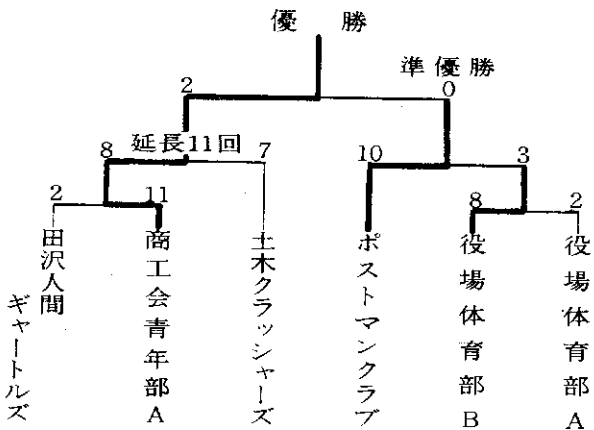 優勝
準優勝
2
0
延長11回
8
7
10
3
2
11
8
2
田沢人間
ギャートルズ
商工会青年部A
土木クラッシャーズ
ポストマンクラブ
役場体育部B
役場体育部A